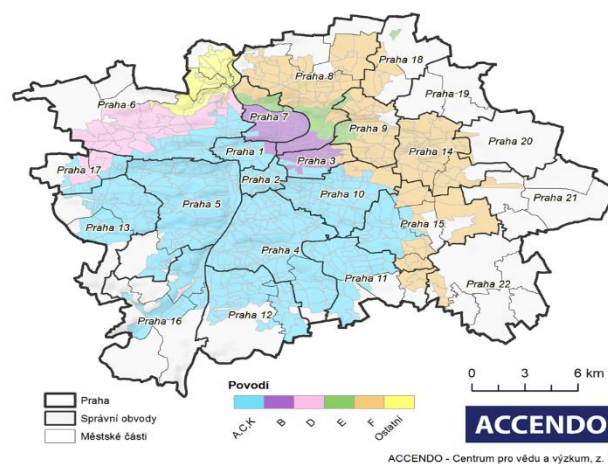 Praha 18
Praha 8
Praha 19
Praha 6
Praha 7
Praha 9
Praha 14
Praha 20
Praha 1
Praha 3
Praha 17
Praha 2
Praha 5
Praha 10
Praha 21
Praha 13
Praha 15
Praha 4
Praha 11
Praha 22
Praha 16
Praha 12
Povodí
A,C,K
B
D
E
F
Ostatní
Praha
Správní obvody
Městské části
0 3 6 km
ACCENDO
ACCENDO - Centrum pro vědu a výzkum, z.